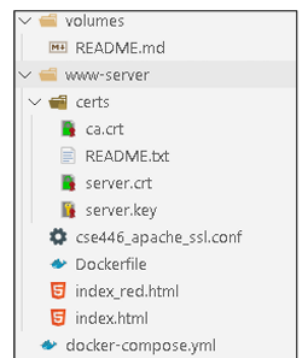 volumes
README.md
www-server
certs
ca.crt
README.txt
server.crt
server.key
cse446_apache_ssl.conf
Dockerfile
index_red.html
index.html
docker-compose.yml